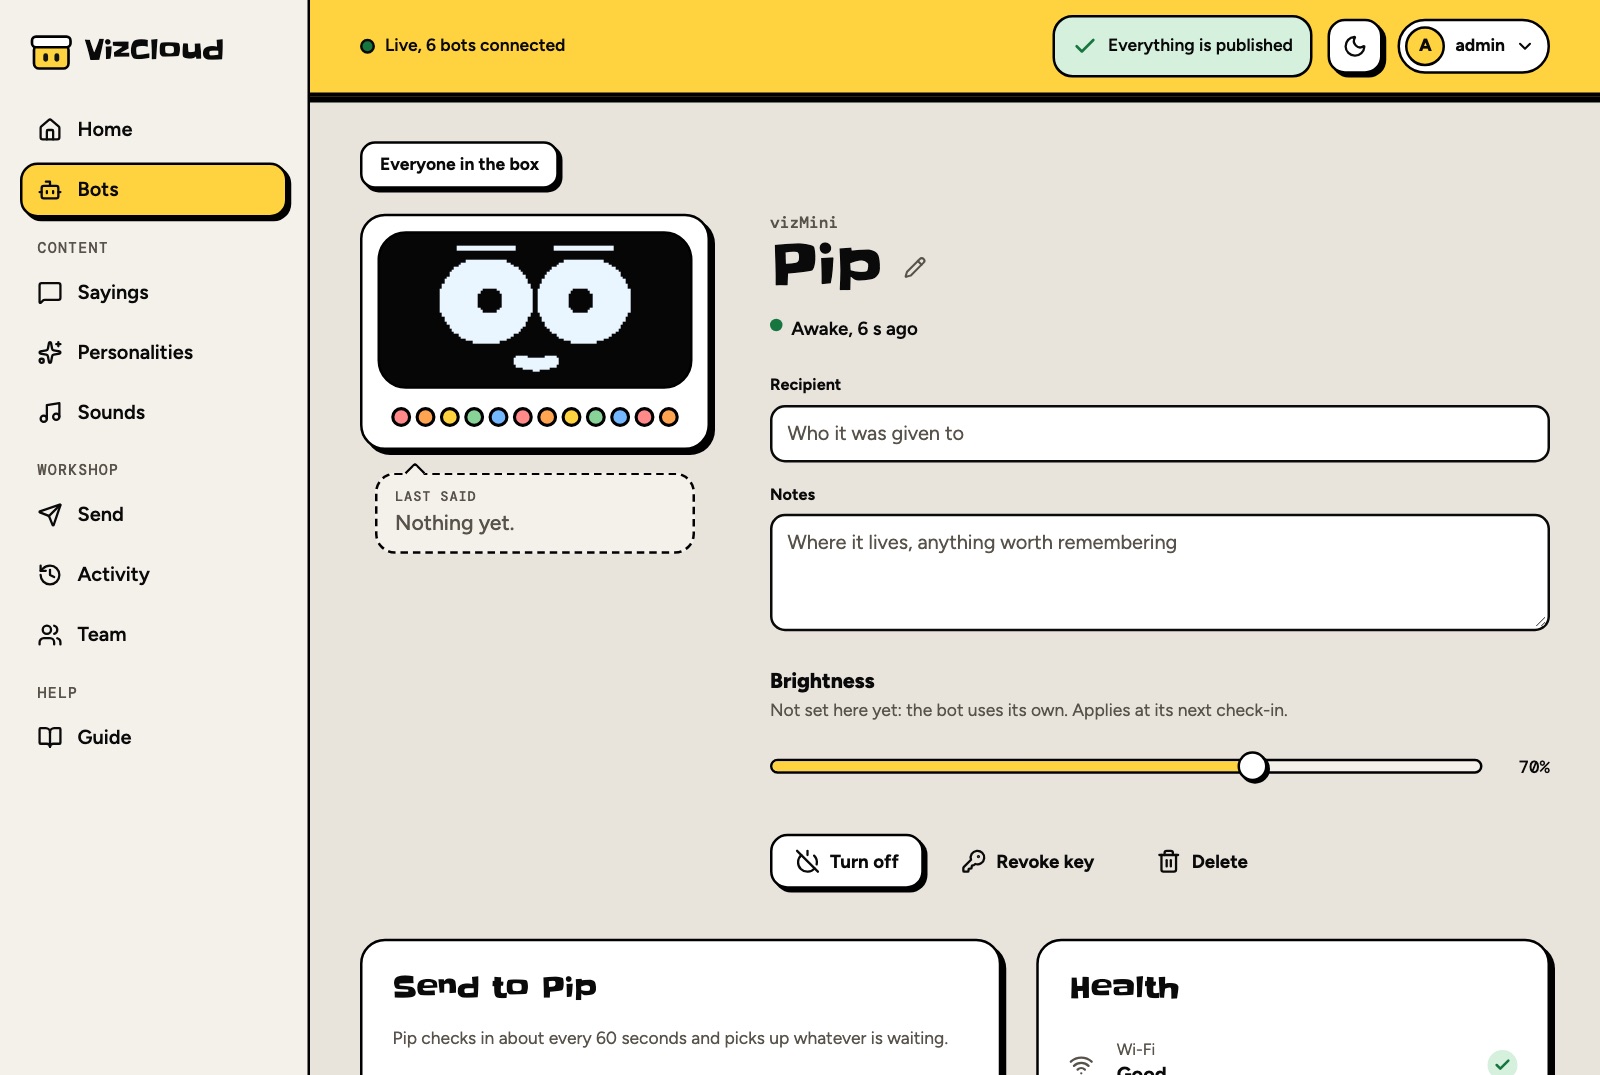 VizCloud
Home
Bots
CONTENT
Sayings
Personalities
Sounds
WORKSHOP
Send
Activity
Team
HELP
Guide
Live, 6 bots connected
Everything is published
A
admin
Everyone in the box
LAST SAID
Nothing yet.
vizMini
Pip
Awake, 6 s ago
Recipient
Who it was given to
Notes
Where it lives, anything worth remembering
Brightness
Not set here yet: the bot uses its own. Applies at its next check-in.
70%
Turn off
Revoke key
Delete
Send to Pip
Pip checks in about every 60 seconds and picks up whatever is waiting.
Health
Wi-Fi
Good